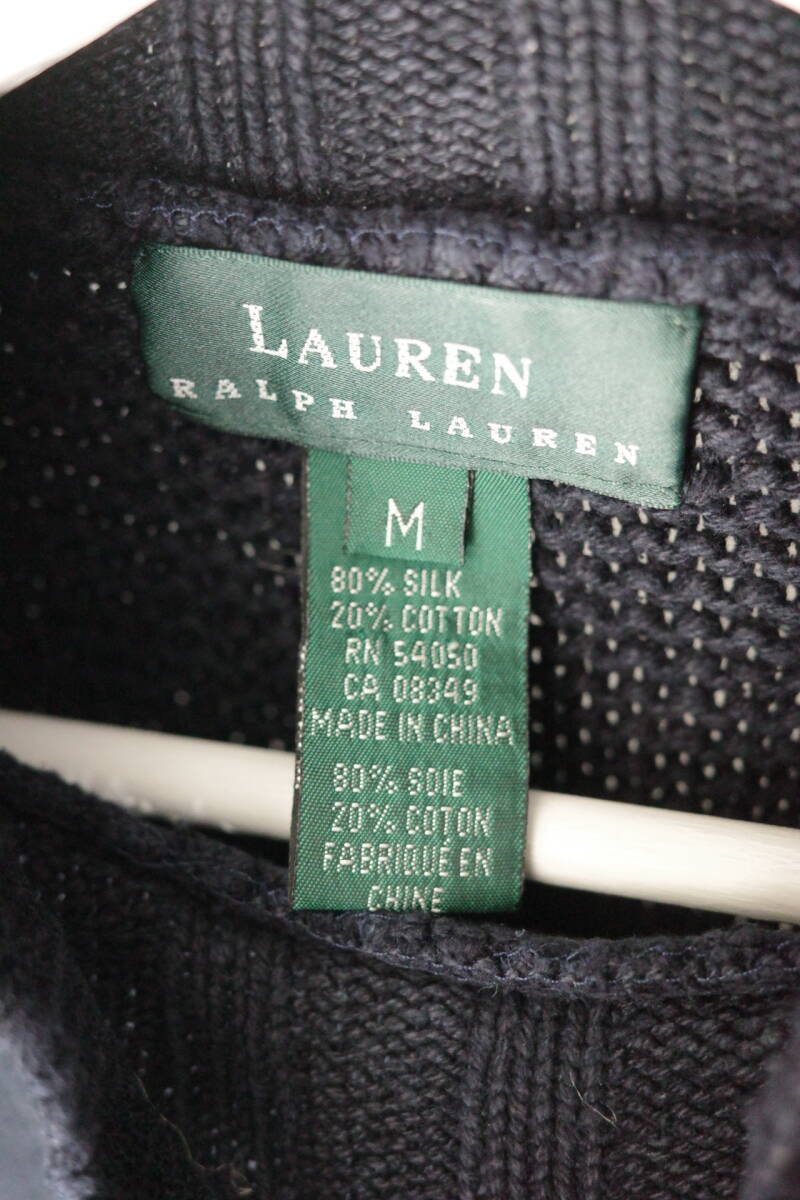 LAUREN
RALPH LAUREN
M
80% SILK
20% COTTON
RN 54050
CA 08349
MADE IN CHINA
80% SOIE
20% COTON
FABRIQUÉ EN
CHINE